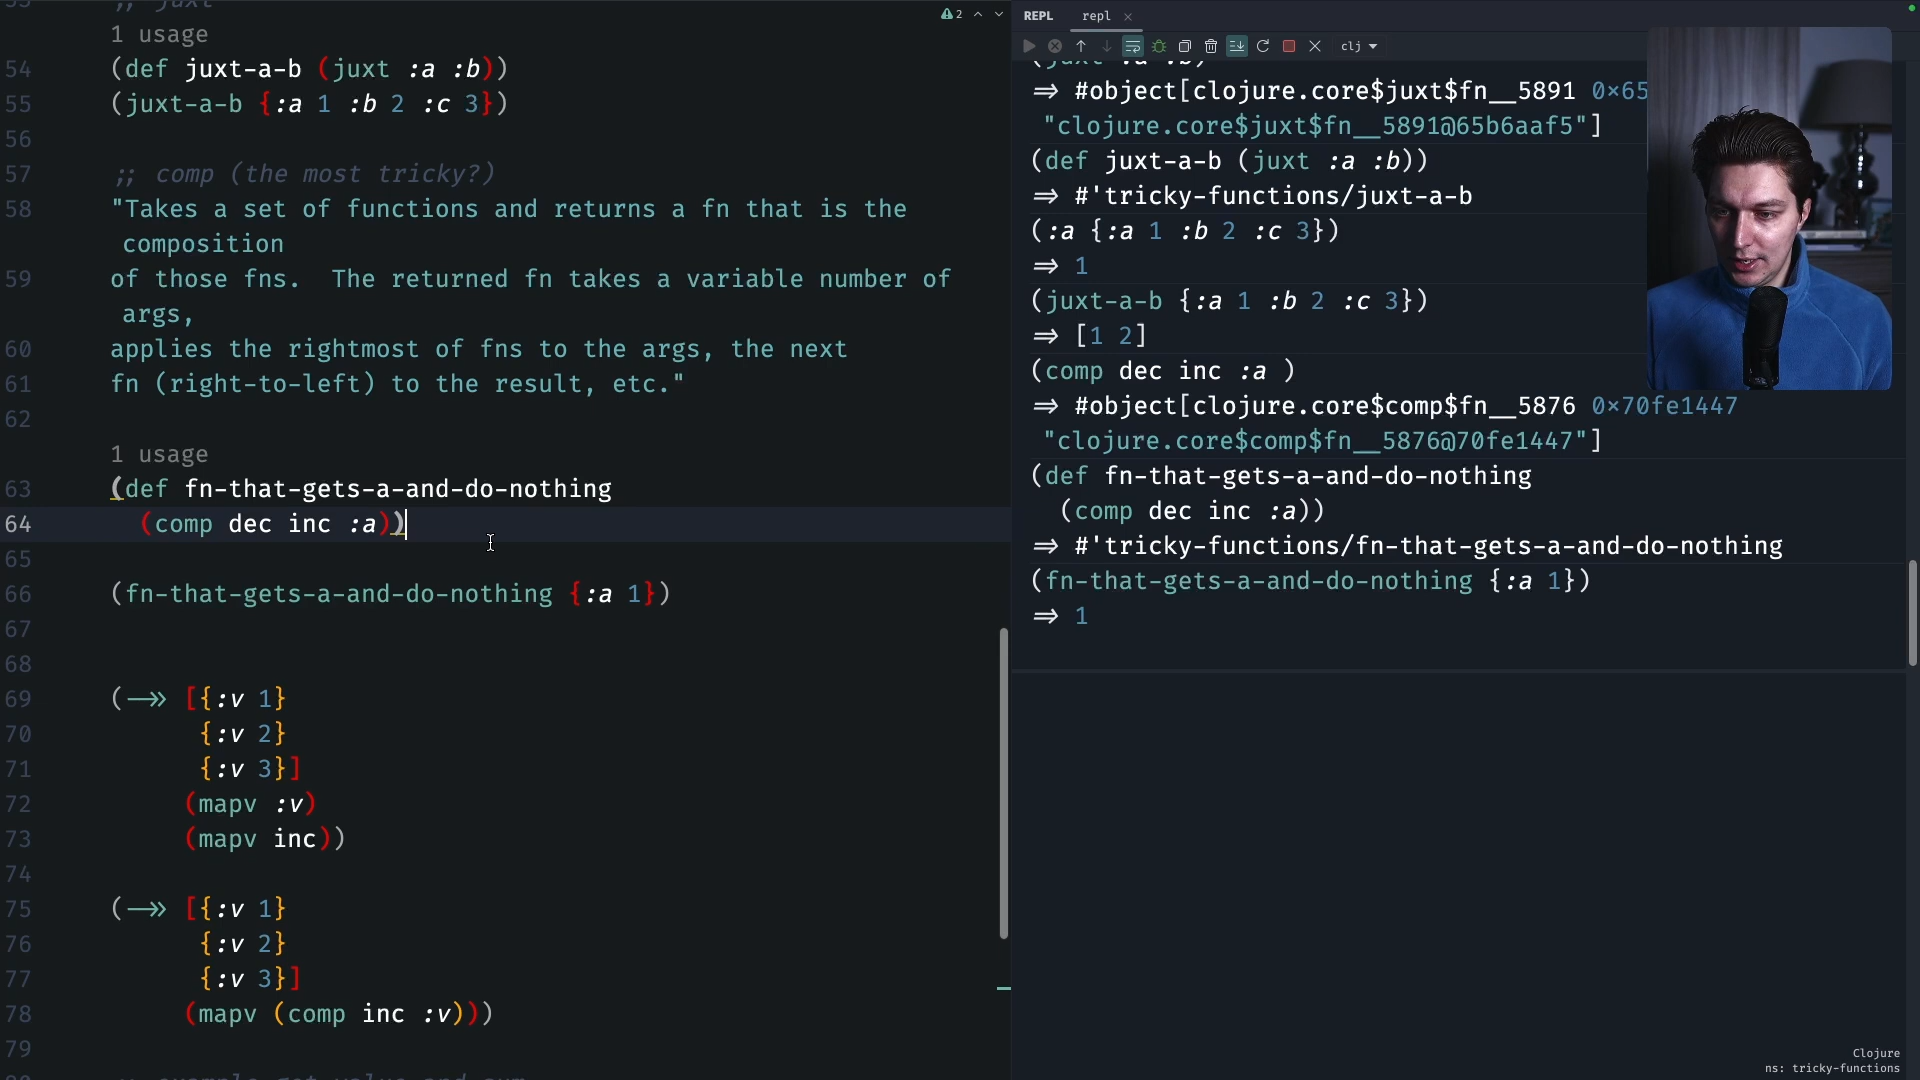 53 ;; juxt
1 usage
54 (def juxt-a-b (juxt :a :b))
55 (juxt-a-b {:a 1 :b 2 :c 3})
56
57 ;; comp (the most tricky?)
58 "Takes a set of functions and returns a fn that is the
composition
59 of those fns. The returned fn takes a variable number of
args,
60 applies the rightmost of fns to the args, the next
61 fn (right-to-left) to the result, etc."
62
1 usage
63 (def fn-that-gets-a-and-do-nothing
64 (comp dec inc :a))
65
66 (fn-that-gets-a-and-do-nothing {:a 1})
67
68
69 (->> [{:v 1}
70 {:v 2}
71 {:v 3}]
72 (mapv :v)
73 (mapv inc))
74
75 (->> [{:v 1}
76 {:v 2}
77 {:v 3}]
78 (mapv (comp inc :v)))
79
2
REPL repl
clj
(juxt :a :b)
=> #object[clojure.core$juxt$fn__5891 0x65
"clojure.core$juxt$fn__5891@65b6aaf5"]
(def juxt-a-b (juxt :a :b))
=> #'tricky-functions/juxt-a-b
(:a {:a 1 :b 2 :c 3})
=> 1
(juxt-a-b {:a 1 :b 2 :c 3})
=> [1 2]
(comp dec inc :a )
=> #object[clojure.core$comp$fn__5876 0x70fe1447
"clojure.core$comp$fn__5876@70fe1447"]
(def fn-that-gets-a-and-do-nothing
(comp dec inc :a))
=> #'tricky-functions/fn-that-gets-a-and-do-nothing
(fn-that-gets-a-and-do-nothing {:a 1})
=> 1
Clojure
ns: tricky-functions